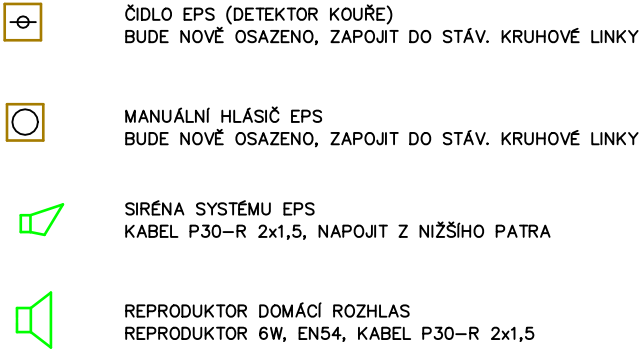 ČIDLO EPS (DETEKTOR KOUŘE)
BUDE NOVĚ OSAZENO, ZAPOJIT DO STÁV. KRUHOVÉ LINKY
MANUÁLNÍ HLÁSIČ EPS
BUDE NOVĚ OSAZENO, ZAPOJIT DO STÁV. KRUHOVÉ LINKY
SIRÉNA SYSTÉMU EPS
KABEL P30-R 2x1,5, NAPOJIT Z NIŽŠÍHO PATRA
REPRODUKTOR DOMÁCÍ ROZHLAS
REPRODUKTOR 6W, EN54, KABEL P30-R 2x1,5